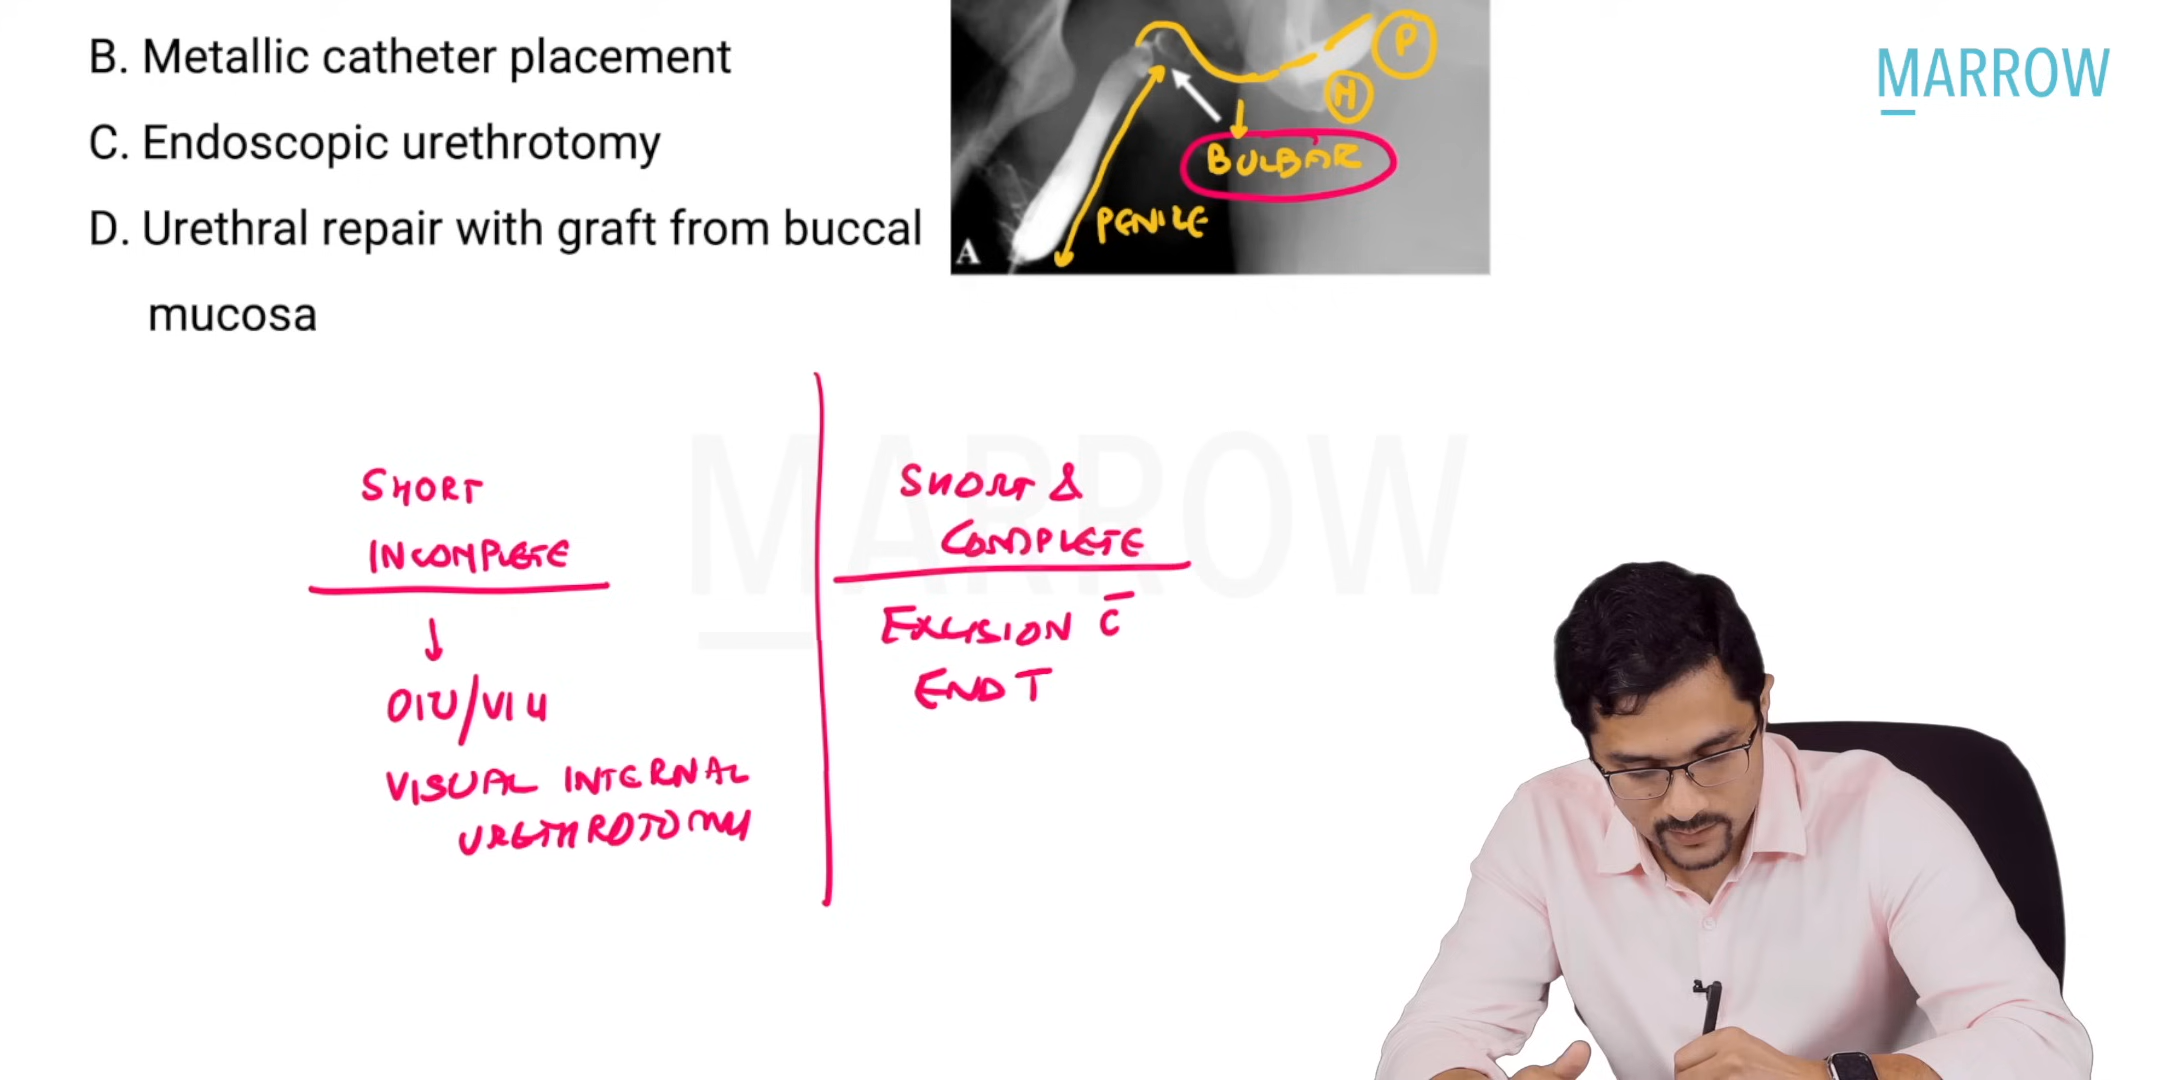 B. Metallic catheter placement
C. Endoscopic urethrotomy
D. Urethral repair with graft from buccal
mucosa
P
M
BULBAR
PENILE
A
MARROW
MARROW
SHORT
INCOMPLETE
OIU/VIU
VISUAL INTERNAL
URETHROTOMY
SHORT &
COMPLETE
EXCISION c̄
END T